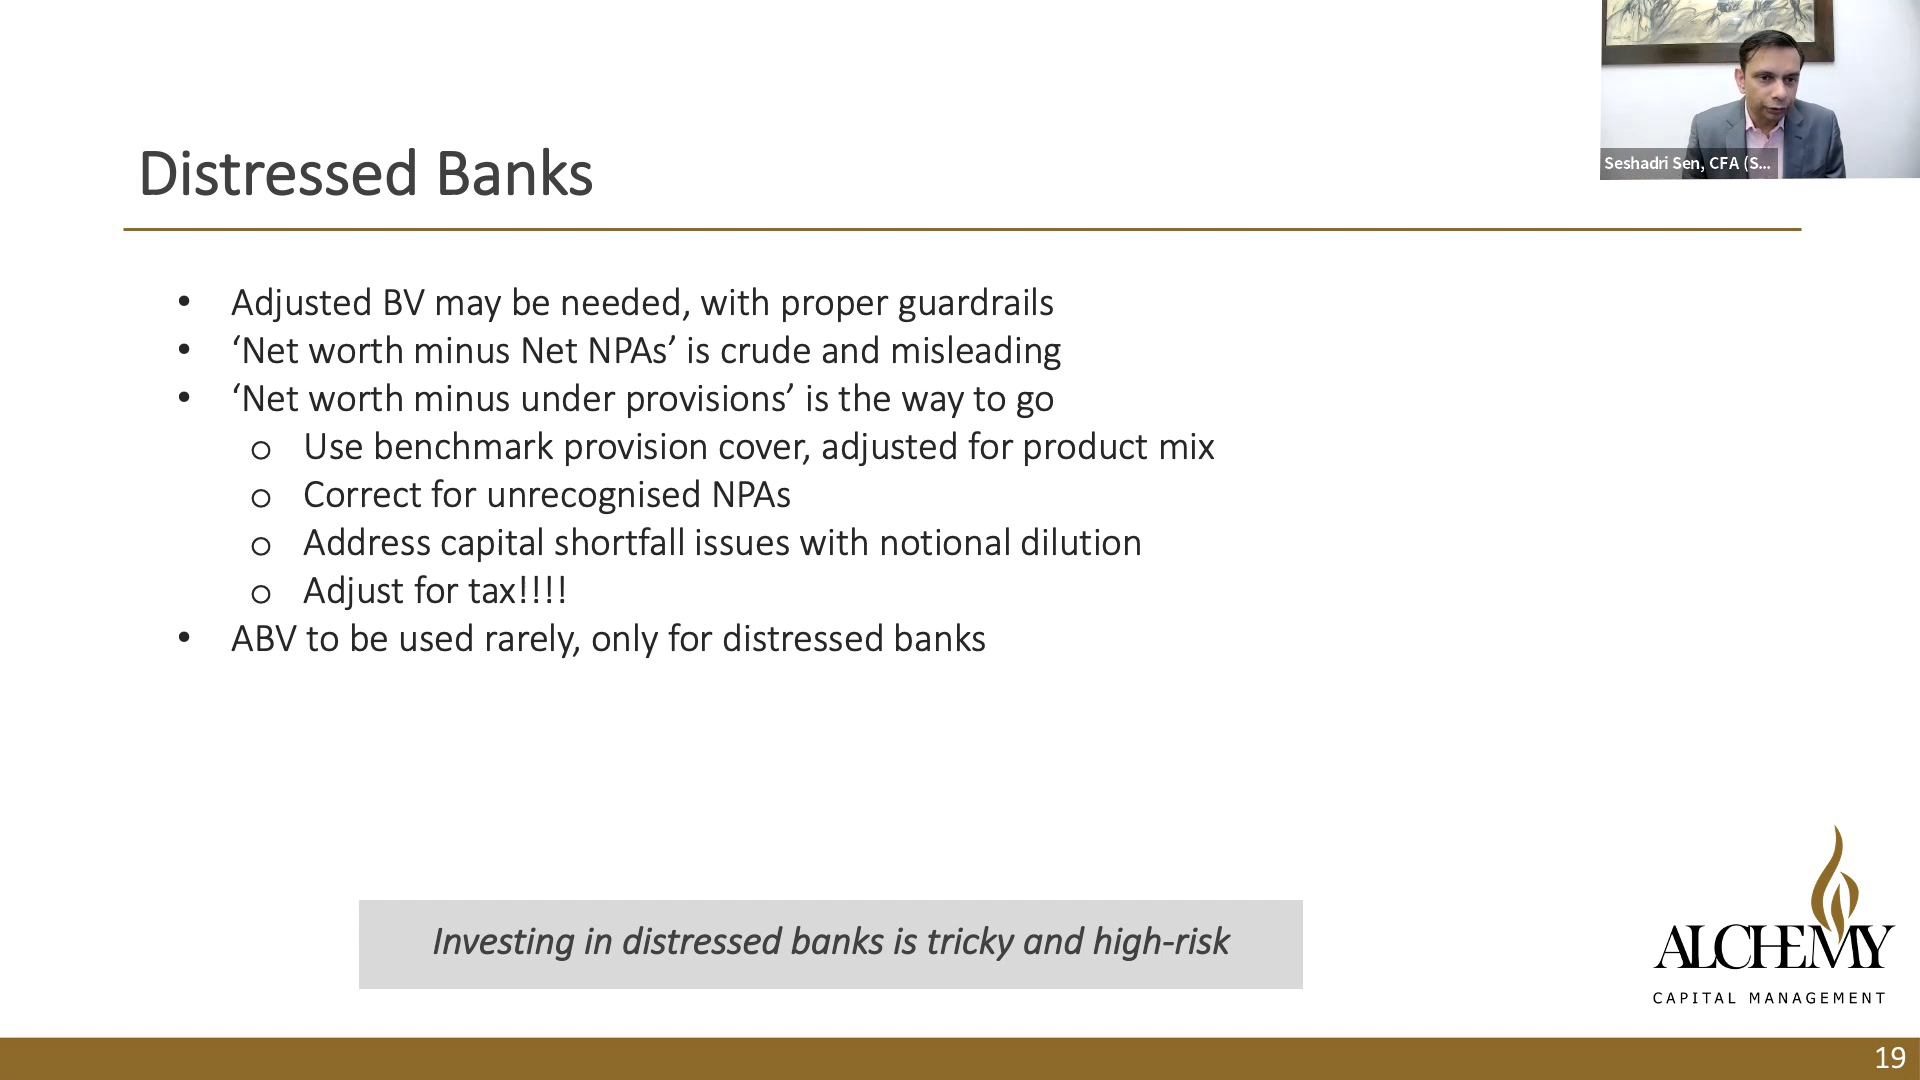 Seshadri Sen, CFA (S...
Distressed Banks
• Adjusted BV may be needed, with proper guardrails
• ‘Net worth minus Net NPAs’ is crude and misleading
• ‘Net worth minus under provisions’ is the way to go
o Use benchmark provision cover, adjusted for product mix
o Correct for unrecognised NPAs
o Address capital shortfall issues with notional dilution
o Adjust for tax!!!!
• ABV to be used rarely, only for distressed banks
Investing in distressed banks is tricky and high-risk
ALCHEMY
CAPITAL MANAGEMENT
19